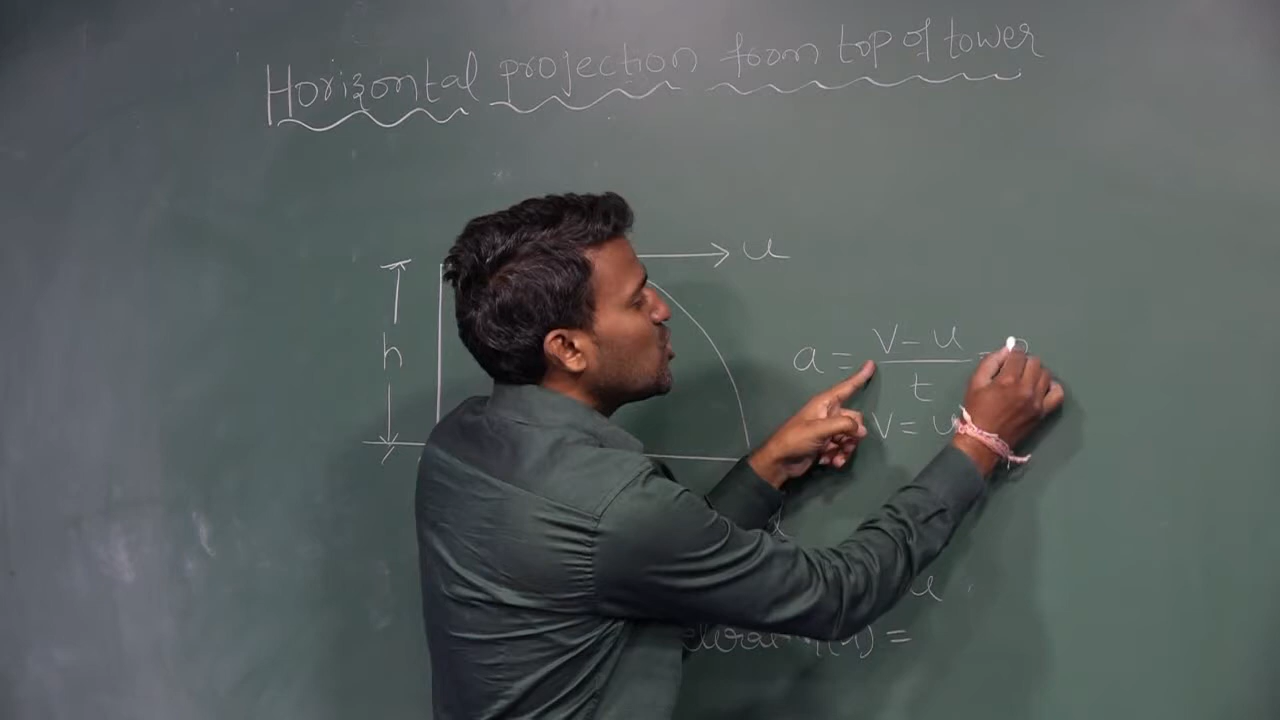 Horizontal projection from top of tower
u
h
a = V - u / t =
V = u
u
=